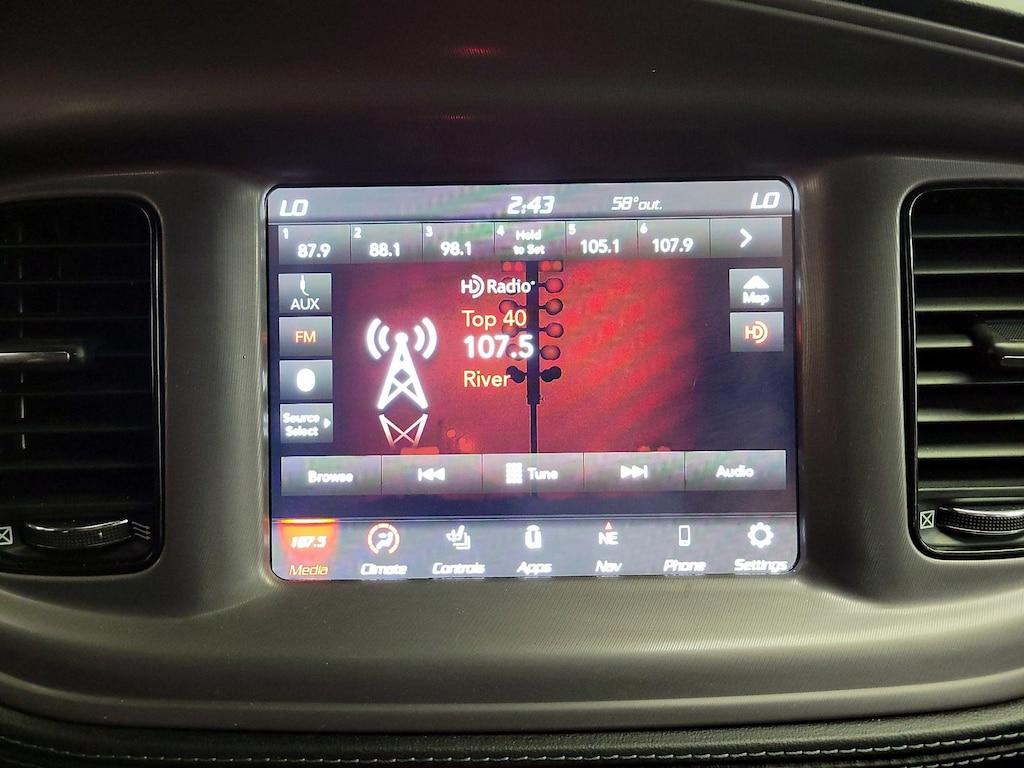 LO 2:43 58° out. LO
1 87.9 2 88.1 3 98.1 4 Hold to Set 5 105.1 6 107.9
AUX
HD Radio
Map
FM
Top 40
HD
107.5
River
Source Select
Browse Tune Audio
107.5 NE
Media Climate Controls Apps Nav Phone Settings